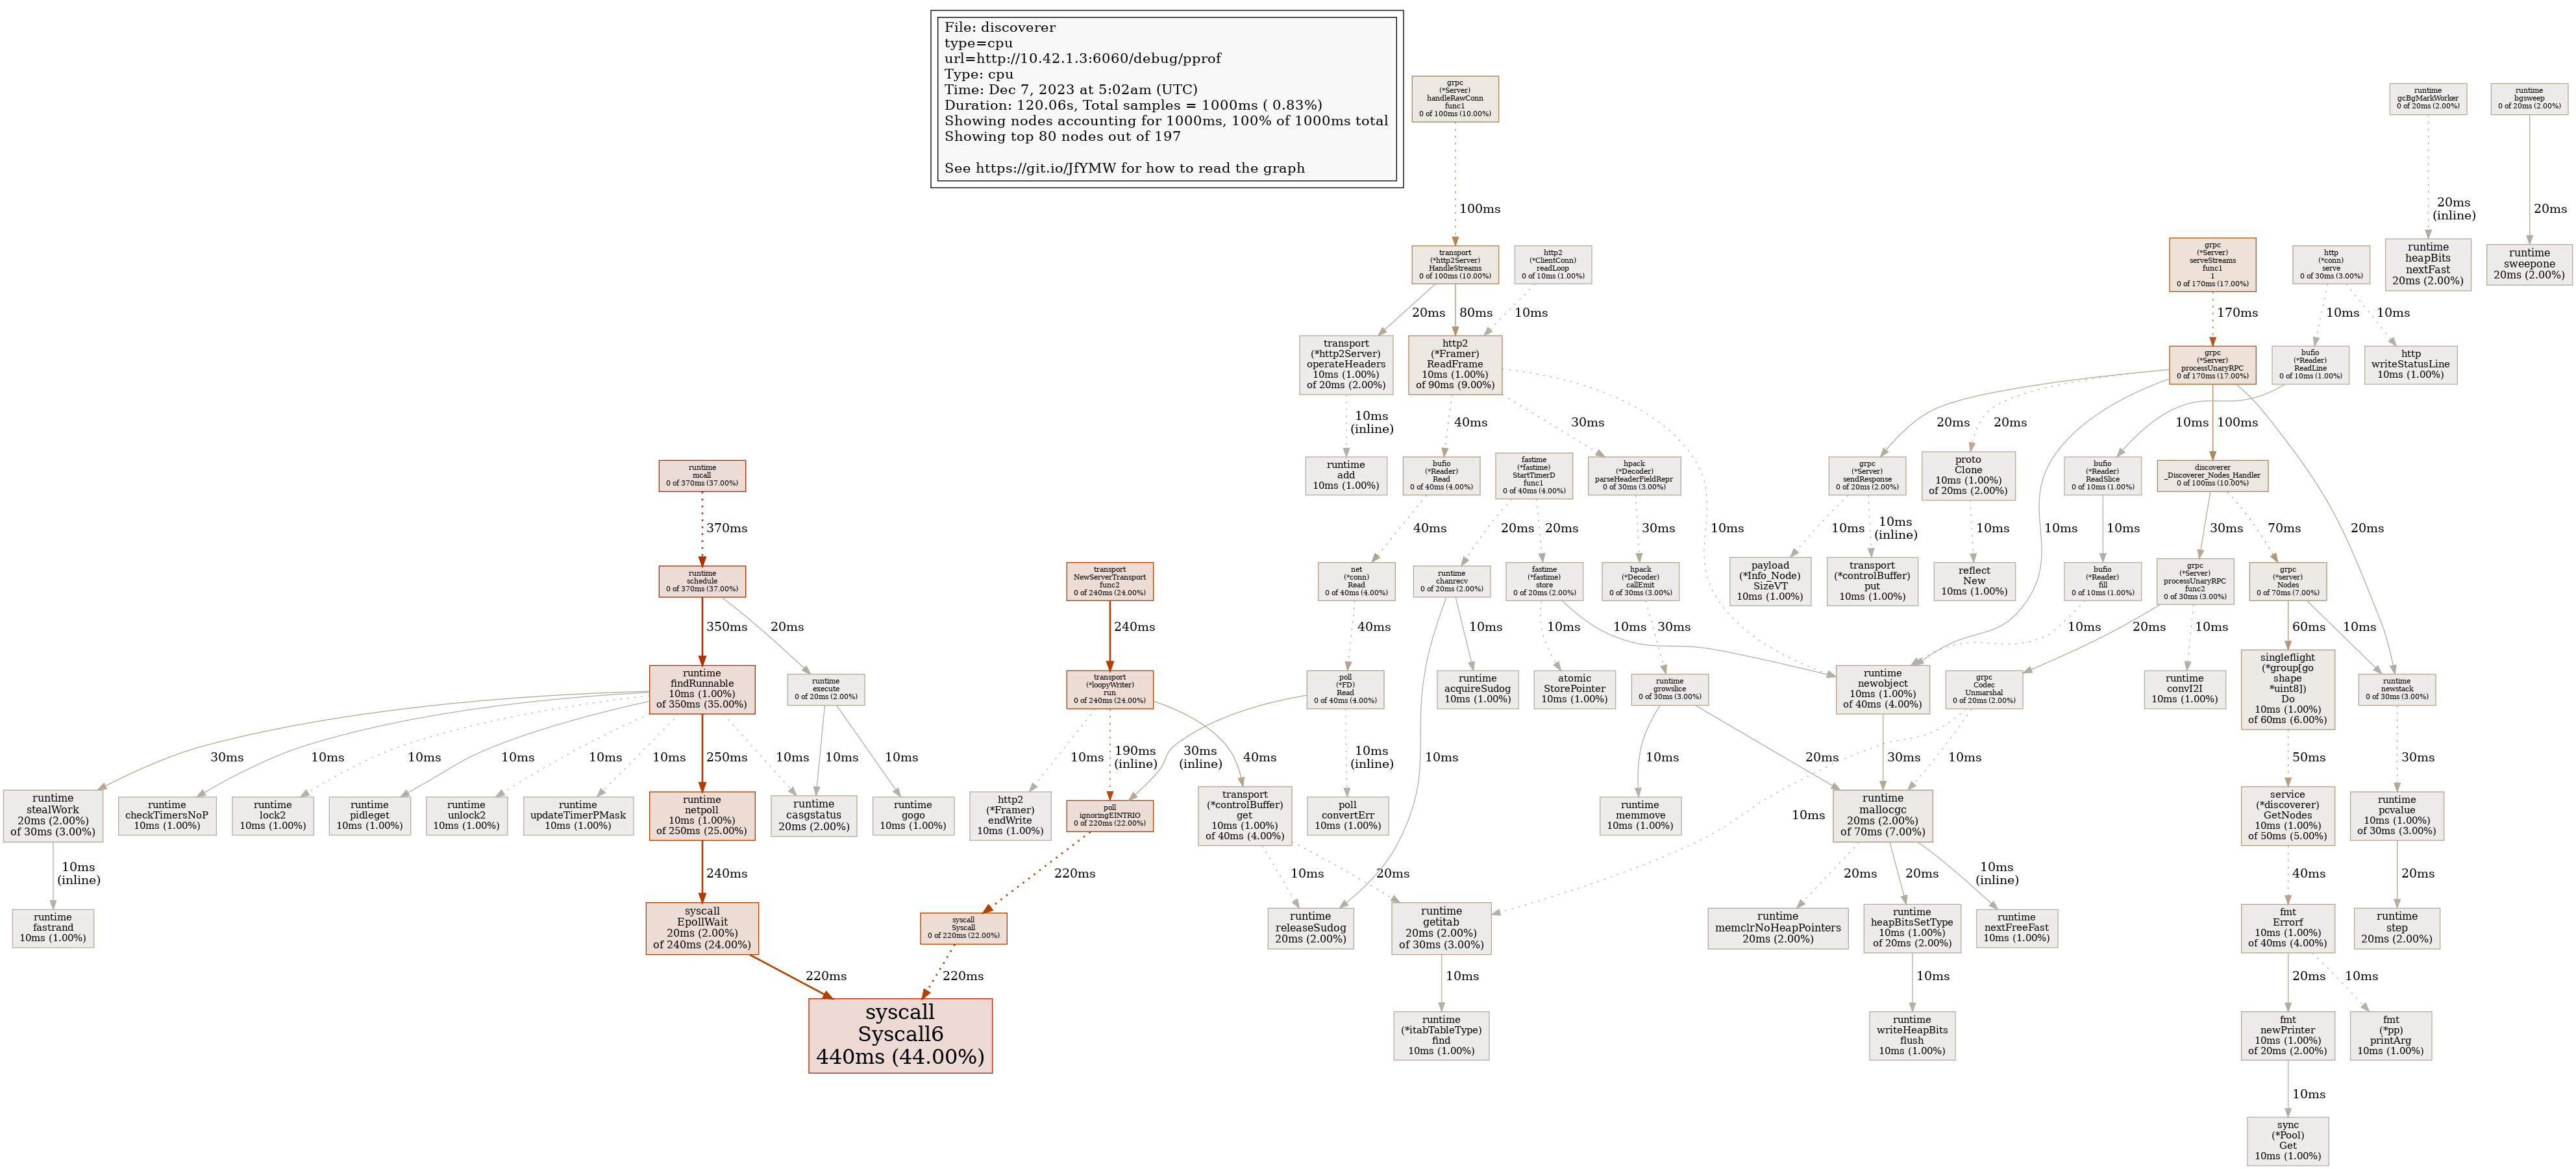 File: discoverer
type=cpu
url=http://10.42.1.3:6060/debug/pprof
Type: cpu
Time: Dec 7, 2023 at 5:02am (UTC)
Duration: 120.06s, Total samples = 1000ms ( 0.83%)
Showing nodes accounting for 1000ms, 100% of 1000ms total
Showing top 80 nodes out of 197
See https://git.io/JfYMW for how to read the graph
grpc
(*Server)
handleRawConn
func1
0 of 100ms (10.00%)
runtime
gcBgMarkWorker
0 of 20ms (2.00%)
runtime
bgsweep
0 of 20ms (2.00%)
100ms
20ms
(inline)
20ms
transport
(*http2Server)
HandleStreams
0 of 100ms (10.00%)
http2
(*ClientConn)
readLoop
0 of 10ms (1.00%)
grpc
(*Server)
serveStreams
func1
1
0 of 170ms (17.00%)
http
(*conn)
serve
0 of 30ms (3.00%)
runtime
heapBits
nextFast
20ms (2.00%)
runtime
sweepone
20ms (2.00%)
20ms
80ms
10ms
170ms
10ms
10ms
transport
(*http2Server)
operateHeaders
10ms (1.00%)
of 20ms (2.00%)
http2
(*Framer)
ReadFrame
10ms (1.00%)
of 90ms (9.00%)
grpc
(*Server)
processUnaryRPC
0 of 170ms (17.00%)
bufio
(*Reader)
ReadLine
0 of 10ms (1.00%)
http
writeStatusLine
10ms (1.00%)
10ms
(inline)
40ms
30ms
20ms
20ms
10ms
100ms
runtime
mcall
0 of 370ms (37.00%)
runtime
add
10ms (1.00%)
bufio
(*Reader)
Read
0 of 40ms (4.00%)
fastime
(*fastime)
StartTimerD
func1
0 of 40ms (4.00%)
hpack
(*Decoder)
parseHeaderFieldRepr
0 of 30ms (3.00%)
grpc
(*Server)
sendResponse
0 of 20ms (2.00%)
proto
Clone
10ms (1.00%)
of 20ms (2.00%)
bufio
(*Reader)
ReadSlice
0 of 10ms (1.00%)
discoverer
_Discoverer_Nodes_Handler
0 of 100ms (10.00%)
370ms
40ms
20ms
20ms
30ms
10ms
10ms
10ms
(inline)
10ms
10ms
10ms
30ms
70ms
20ms
runtime
schedule
0 of 370ms (37.00%)
transport
NewServerTransport
func2
0 of 240ms (24.00%)
net
(*conn)
Read
0 of 40ms (4.00%)
runtime
chanrecv
0 of 20ms (2.00%)
fastime
(*fastime)
store
0 of 20ms (2.00%)
hpack
(*Decoder)
callEmit
0 of 30ms (3.00%)
payload
(*Info_Node)
SizeVT
10ms (1.00%)
transport
(*controlBuffer)
put
10ms (1.00%)
reflect
New
10ms (1.00%)
bufio
(*Reader)
fill
0 of 10ms (1.00%)
grpc
(*Server)
processUnaryRPC
func2
0 of 30ms (3.00%)
grpc
(*server)
Nodes
0 of 70ms (7.00%)
350ms
20ms
240ms
40ms
10ms
10ms
10ms
30ms
10ms
20ms
10ms
60ms
10ms
runtime
findRunnable
10ms (1.00%)
of 350ms (35.00%)
runtime
execute
0 of 20ms (2.00%)
transport
(*loopyWriter)
run
0 of 240ms (24.00%)
poll
(*FD)
Read
0 of 40ms (4.00%)
runtime
acquireSudog
10ms (1.00%)
atomic
StorePointer
10ms (1.00%)
runtime
growslice
0 of 30ms (3.00%)
runtime
newobject
10ms (1.00%)
of 40ms (4.00%)
grpc
Codec
Unmarshal
0 of 20ms (2.00%)
runtime
convI2I
10ms (1.00%)
singleflight
(*group[go
shape
*uint8])
Do
10ms (1.00%)
of 60ms (6.00%)
runtime
newstack
0 of 30ms (3.00%)
30ms
10ms
10ms
10ms
10ms
10ms
250ms
10ms
10ms
10ms
10ms
190ms
(inline)
30ms
(inline)
40ms
10ms
(inline)
10ms
10ms
20ms
30ms
10ms
50ms
30ms
runtime
stealWork
20ms (2.00%)
of 30ms (3.00%)
runtime
checkTimersNoP
10ms (1.00%)
runtime
lock2
10ms (1.00%)
runtime
pidleget
10ms (1.00%)
runtime
unlock2
10ms (1.00%)
runtime
updateTimerPMask
10ms (1.00%)
runtime
netpoll
10ms (1.00%)
of 250ms (25.00%)
runtime
casgstatus
20ms (2.00%)
runtime
gogo
10ms (1.00%)
http2
(*Framer)
endWrite
10ms (1.00%)
poll
ignoringEINTRIO
0 of 220ms (22.00%)
transport
(*controlBuffer)
get
10ms (1.00%)
of 40ms (4.00%)
poll
convertErr
10ms (1.00%)
runtime
memmove
10ms (1.00%)
10ms
runtime
mallocgc
20ms (2.00%)
of 70ms (7.00%)
service
(*discoverer)
GetNodes
10ms (1.00%)
of 50ms (5.00%)
runtime
pcvalue
10ms (1.00%)
of 30ms (3.00%)
10ms
(inline)
240ms
220ms
10ms
20ms
20ms
20ms
10ms
(inline)
40ms
20ms
runtime
fastrand
10ms (1.00%)
syscall
EpollWait
20ms (2.00%)
of 240ms (24.00%)
syscall
Syscall
0 of 220ms (22.00%)
runtime
releaseSudog
20ms (2.00%)
runtime
getitab
20ms (2.00%)
of 30ms (3.00%)
runtime
memclrNoHeapPointers
20ms (2.00%)
runtime
heapBitsSetType
10ms (1.00%)
of 20ms (2.00%)
runtime
nextFreeFast
10ms (1.00%)
fmt
Errorf
10ms (1.00%)
of 40ms (4.00%)
runtime
step
20ms (2.00%)
220ms
220ms
10ms
10ms
20ms
10ms
syscall
Syscall6
440ms (44.00%)
runtime
(*itabTableType)
find
10ms (1.00%)
runtime
writeHeapBits
flush
10ms (1.00%)
fmt
newPrinter
10ms (1.00%)
of 20ms (2.00%)
fmt
(*pp)
printArg
10ms (1.00%)
10ms
sync
(*Pool)
Get
10ms (1.00%)